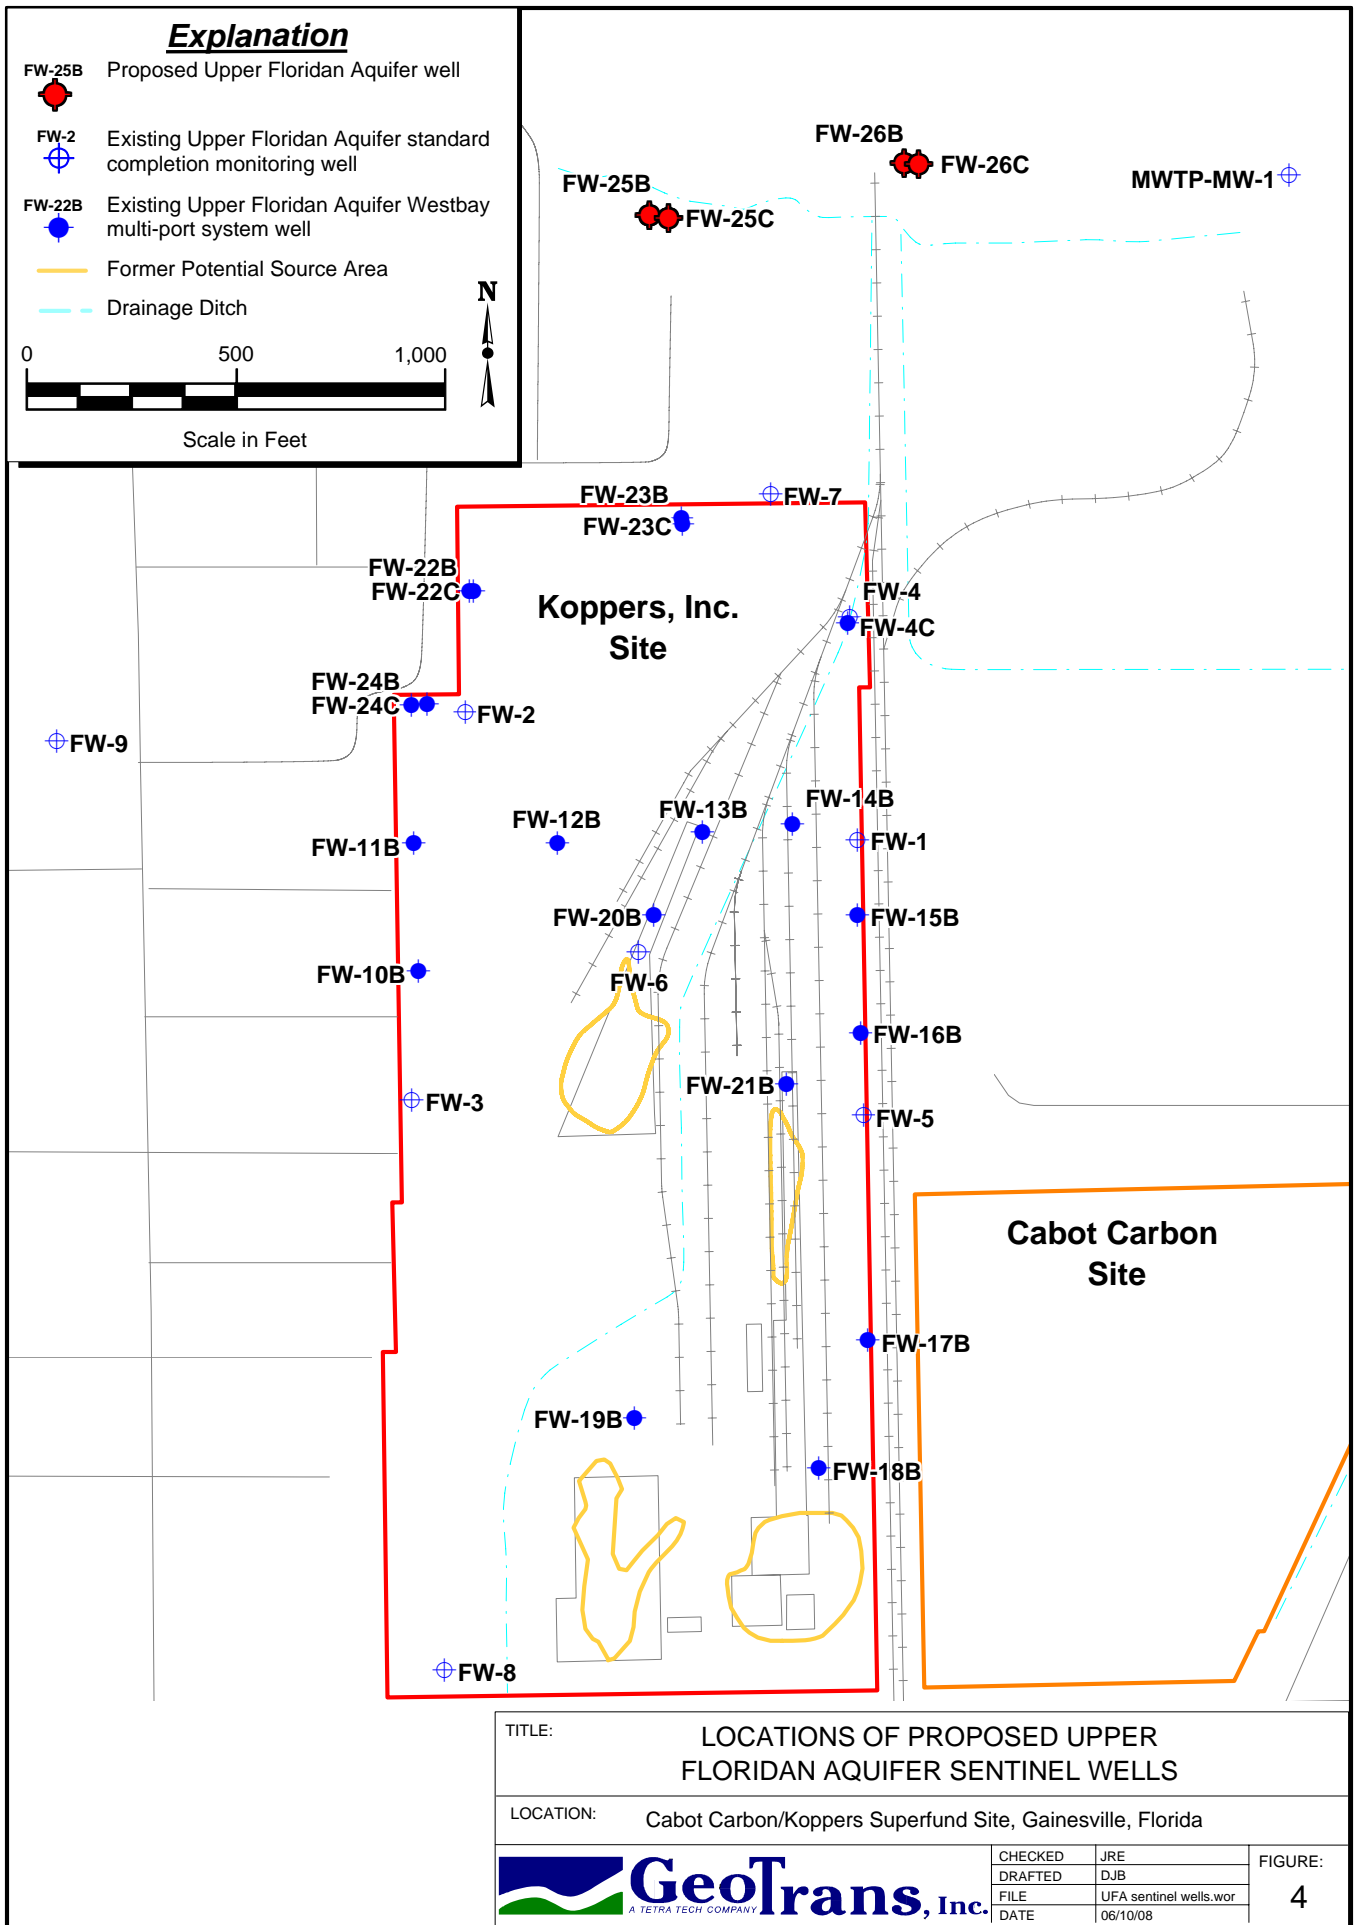 Explanation
FW-25B
Proposed Upper Floridan Aquifer well
FW-2
Existing Upper Floridan Aquifer standard
completion monitoring well
FW-22B
Existing Upper Floridan Aquifer Westbay
multi-port system well
Former Potential Source Area
Drainage Ditch
N
0 500 1,000
Scale in Feet
FW-26B
FW-26C
MWTP-MW-1
FW-25B
FW-25C
FW-23B
FW-7
FW-23C
FW-22B
FW-22C
Koppers, Inc.
Site
FW-4
FW-4C
FW-24B
FW-24C
FW-2
FW-9
FW-14B
FW-13B
FW-12B
FW-11B
FW-1
FW-20B
FW-15B
FW-10B
FW-6
FW-16B
FW-21B
FW-3
FW-5
Cabot Carbon
Site
FW-17B
FW-19B
FW-18B
FW-8
TITLE:
LOCATIONS OF PROPOSED UPPER
FLORIDAN AQUIFER SENTINEL WELLS
LOCATION:
Cabot Carbon/Koppers Superfund Site, Gainesville, Florida
GeoTrans, Inc.
A TETRA TECH COMPANY
CHECKED JRE
DRAFTED DJB
FILE UFA sentinel wells.wor
DATE 06/10/08
FIGURE:
4